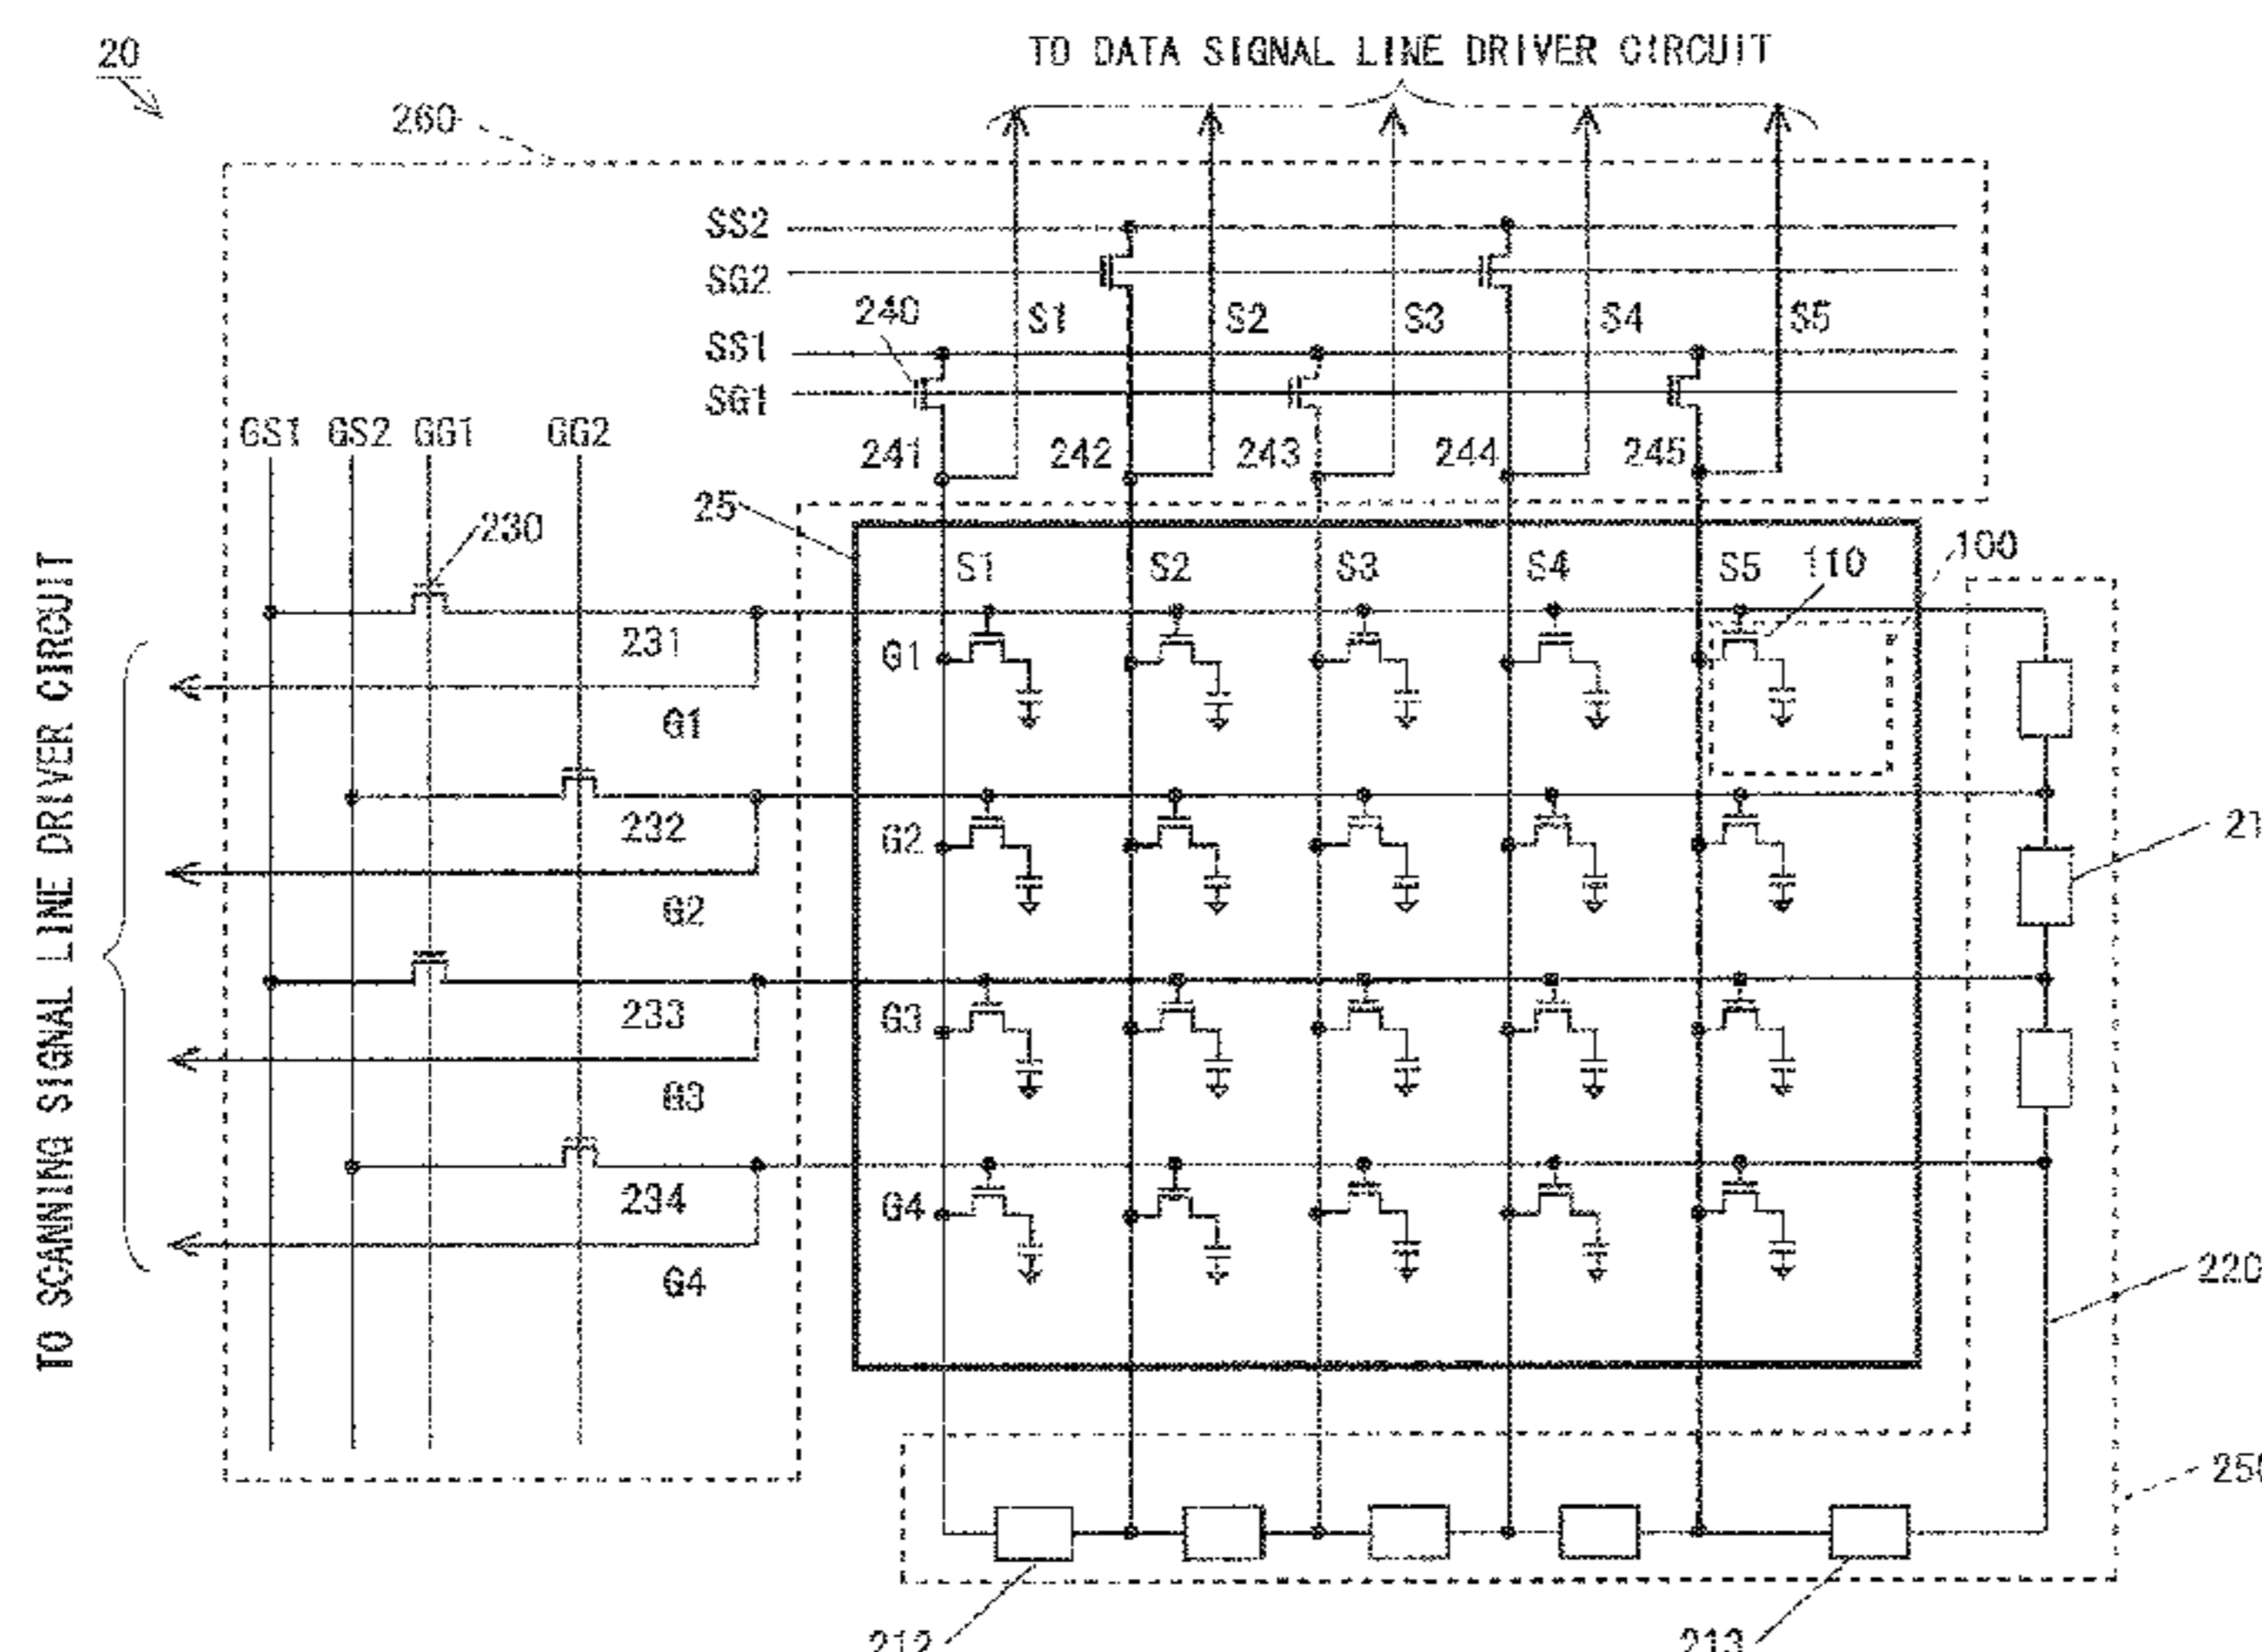 20
TO DATA SIGNAL LINE DRIVER CIRCUIT
260
SS2
SG2
240
S1 S2 S3 S4 S5
SS1
SG1
GS1 GS2 GG1 GG2
241 242 243 244 245
25
230
S1 S2 S3 S4 S5 110 100
TO SCANNING SIGNAL LINE DRIVER CIRCUIT
231
G1
G1
232
G2
G2
233
G3
G3
234
G4
G4
220
212
213